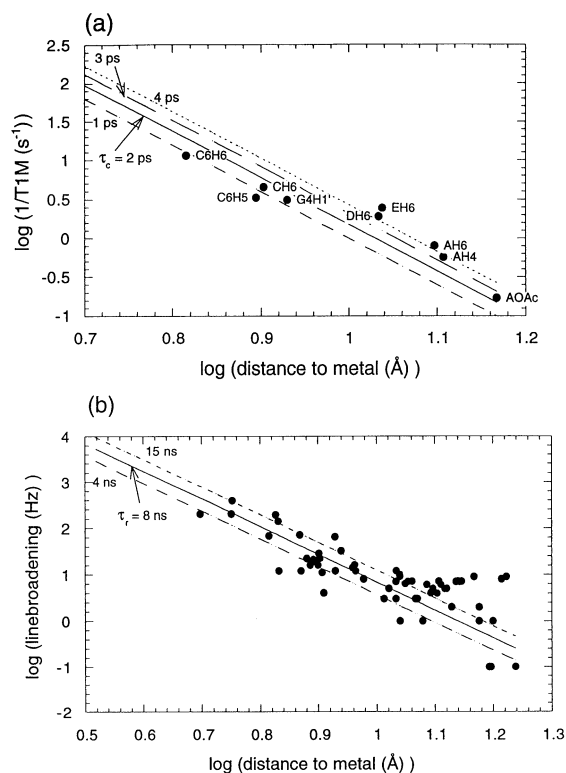 (a)
2.5
2
1.5
1
0.5
0
-0.5
-1
log (1/T1M (s⁻¹))
3 ps
4 ps
1 ps
τc = 2 ps
C6H6
C6H5
CH6
G4H1'
DH6
EH6
AH6
AH4
AOAc
0.7 0.8 0.9 1 1.1 1.2
log (distance to metal (Å) )
(b)
4
3
2
1
0
-1
-2
log (linebroadening (Hz) )
15 ns
4 ns
τr = 8 ns
0.5 0.6 0.7 0.8 0.9 1 1.1 1.2 1.3
log (distance to metal (Å) )